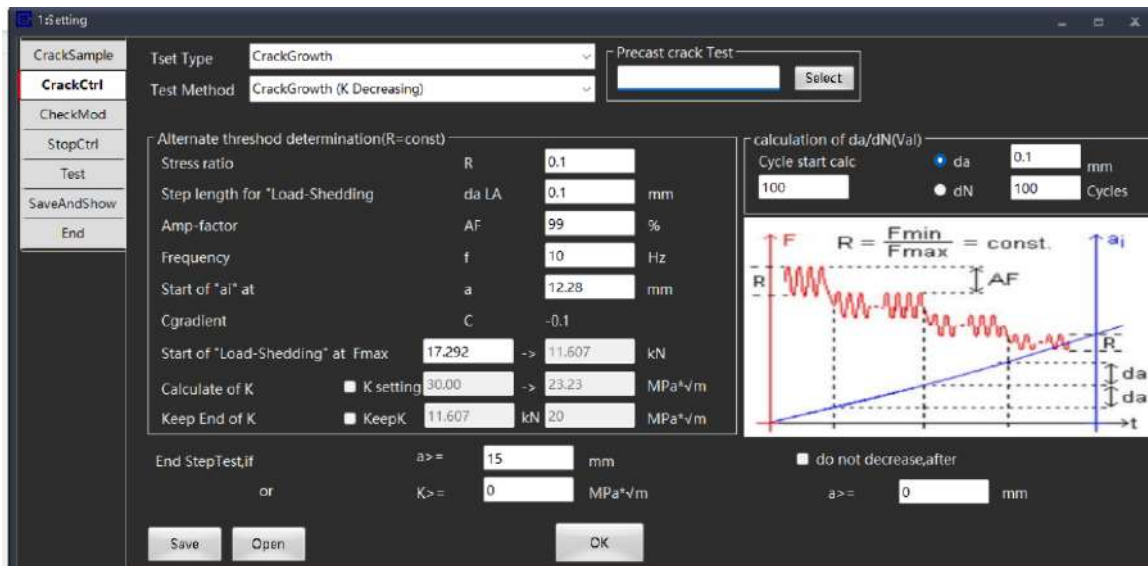 1:Setting
CrackSample
CrackCtrl
CheckMod
StopCtrl
Test
SaveAndShow
End
Tset Type CrackGrowth
Test Method CrackGrowth (K Decreasing)
Precast crack Test
Select
Alternate threshod determination(R=const)
Stress ratio R 0.1
Step length for "Load-Shedding da LA 0.1 mm
Amp-factor AF 99 %
Frequency f 10 Hz
Start of "ai" at a 12.28 mm
Cgradient C -0.1
Start of "Load-Shedding" at Fmax 17.292 -> 11.607 kN
Calculate of K K setting 30.00 -> 23.23 MPa*√m
Keep End of K KeepK 11.607 kN 20 MPa*√m
calculation of da/dN(Val)
Cycle start calc da 0.1 mm
100 dN 100 Cycles
F R = Fmin/Fmax = const. ai
R AF
R
da
da
t
End StepTest,if a>= 15 mm
or K>= 0 MPa*√m
do not decrease,after
a>= 0 mm
Save Open OK